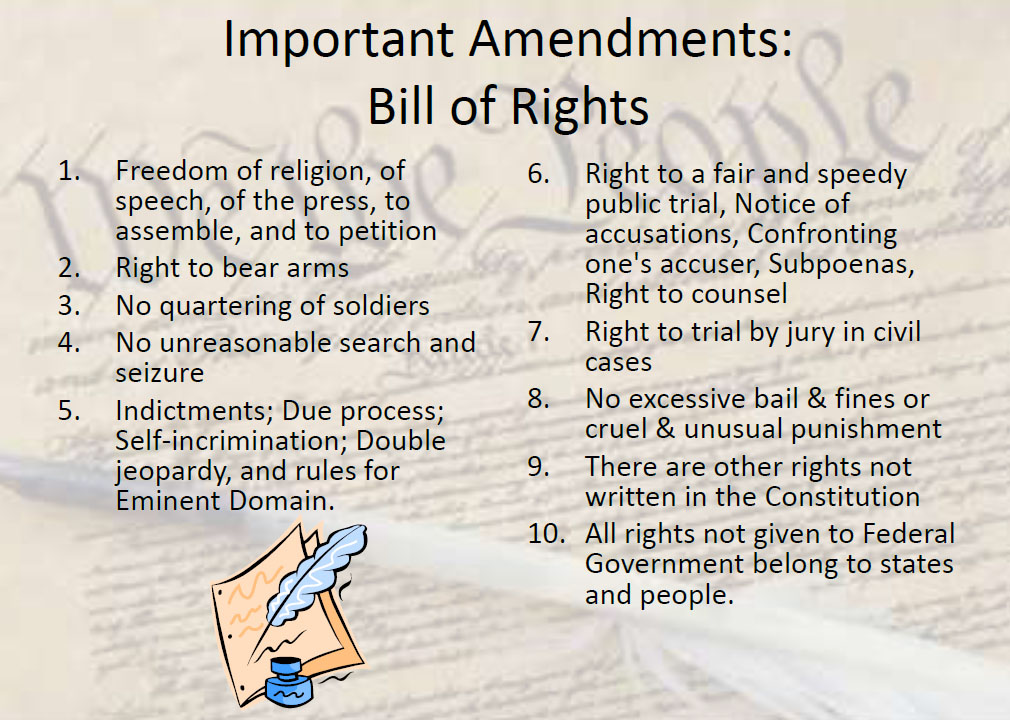 Important Amendments:
Bill of Rights
1. Freedom of religion, of
speech, of the press, to
assemble, and to petition
2. Right to bear arms
3. No quartering of soldiers
4. No unreasonable search and
seizure
5. Indictments; Due process;
Self-incrimination; Double
jeopardy, and rules for
Eminent Domain.
6. Right to a fair and speedy
public trial, Notice of
accusations, Confronting
one's accuser, Subpoenas,
Right to counsel
7. Right to trial by jury in civil
cases
8. No excessive bail & fines or
cruel & unusual punishment
9. There are other rights not
written in the Constitution
10. All rights not given to Federal
Government belong to states
and people.
We the People